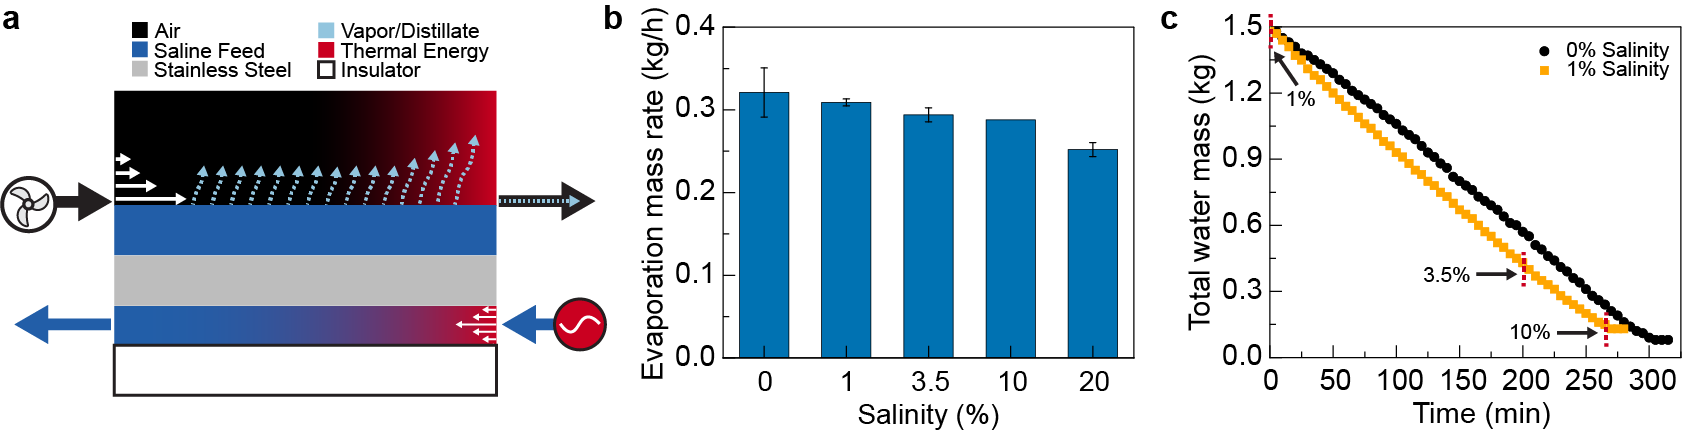 a
Air
Saline Feed
Stainless Steel
Vapor/Distillate
Thermal Energy
Insulator
b
Evaporation mass rate (kg/h)
0.4
0.3
0.2
0.1
0.0
0 1 3.5 10 20
Salinity (%)
c
Total water mass (kg)
1.5
1.2
0.9
0.6
0.3
0.0
0% Salinity
1% Salinity
1%
3.5%
10%
0 50 100 150 200 250 300
Time (min)